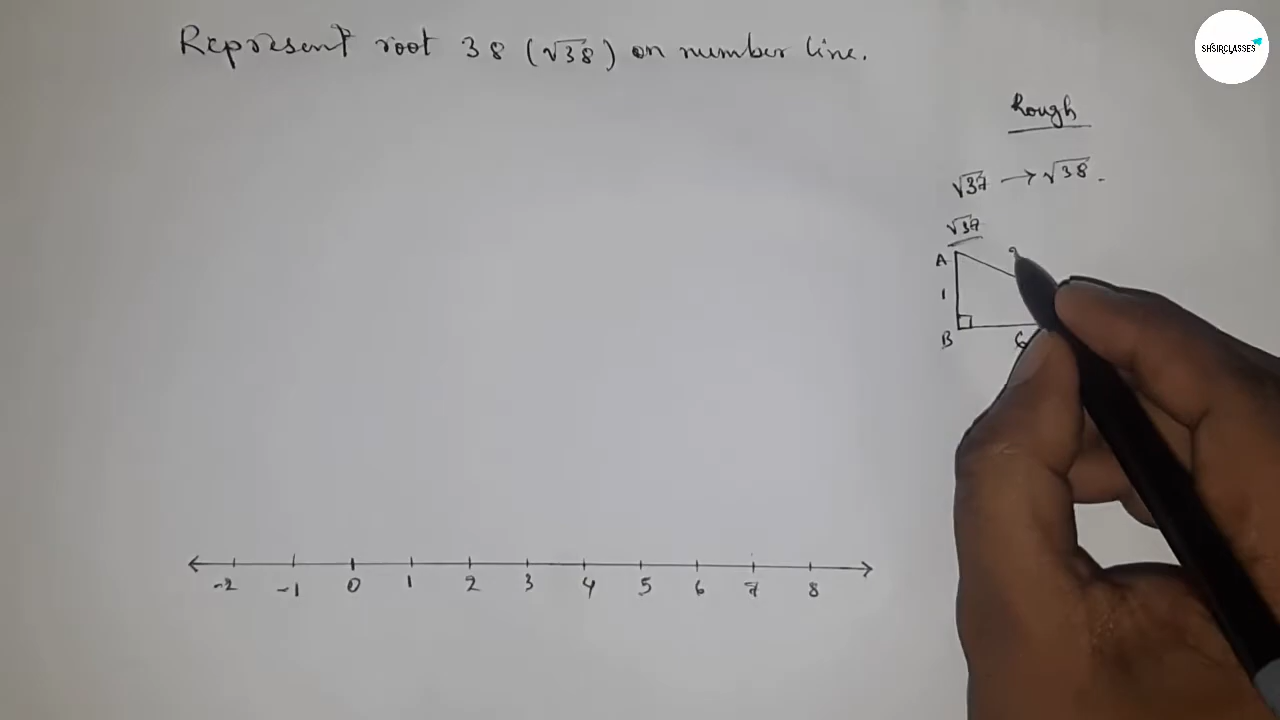 Represent root 38 (√38) on number line.
SHSIRCLASSES
Rough
√37 → √38.
√37
A
1
B
-2 -1 0 1 2 3 4 5 6 7 8